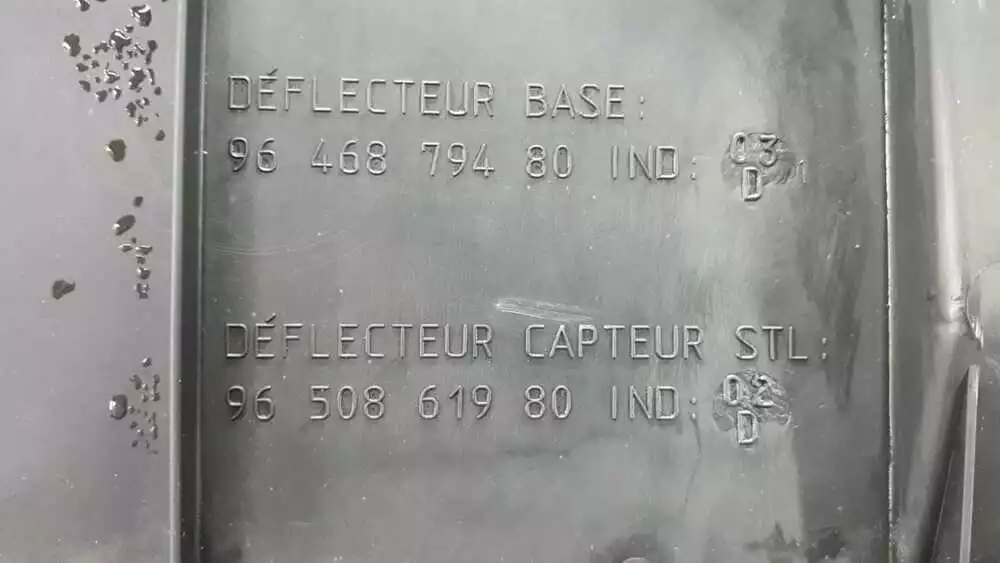 DÉFLECTEUR BASE:
96 468 794 80 IND: 03
D
DÉFLECTEUR CAPTEUR STL:
96 508 619 80 IND: 02
D